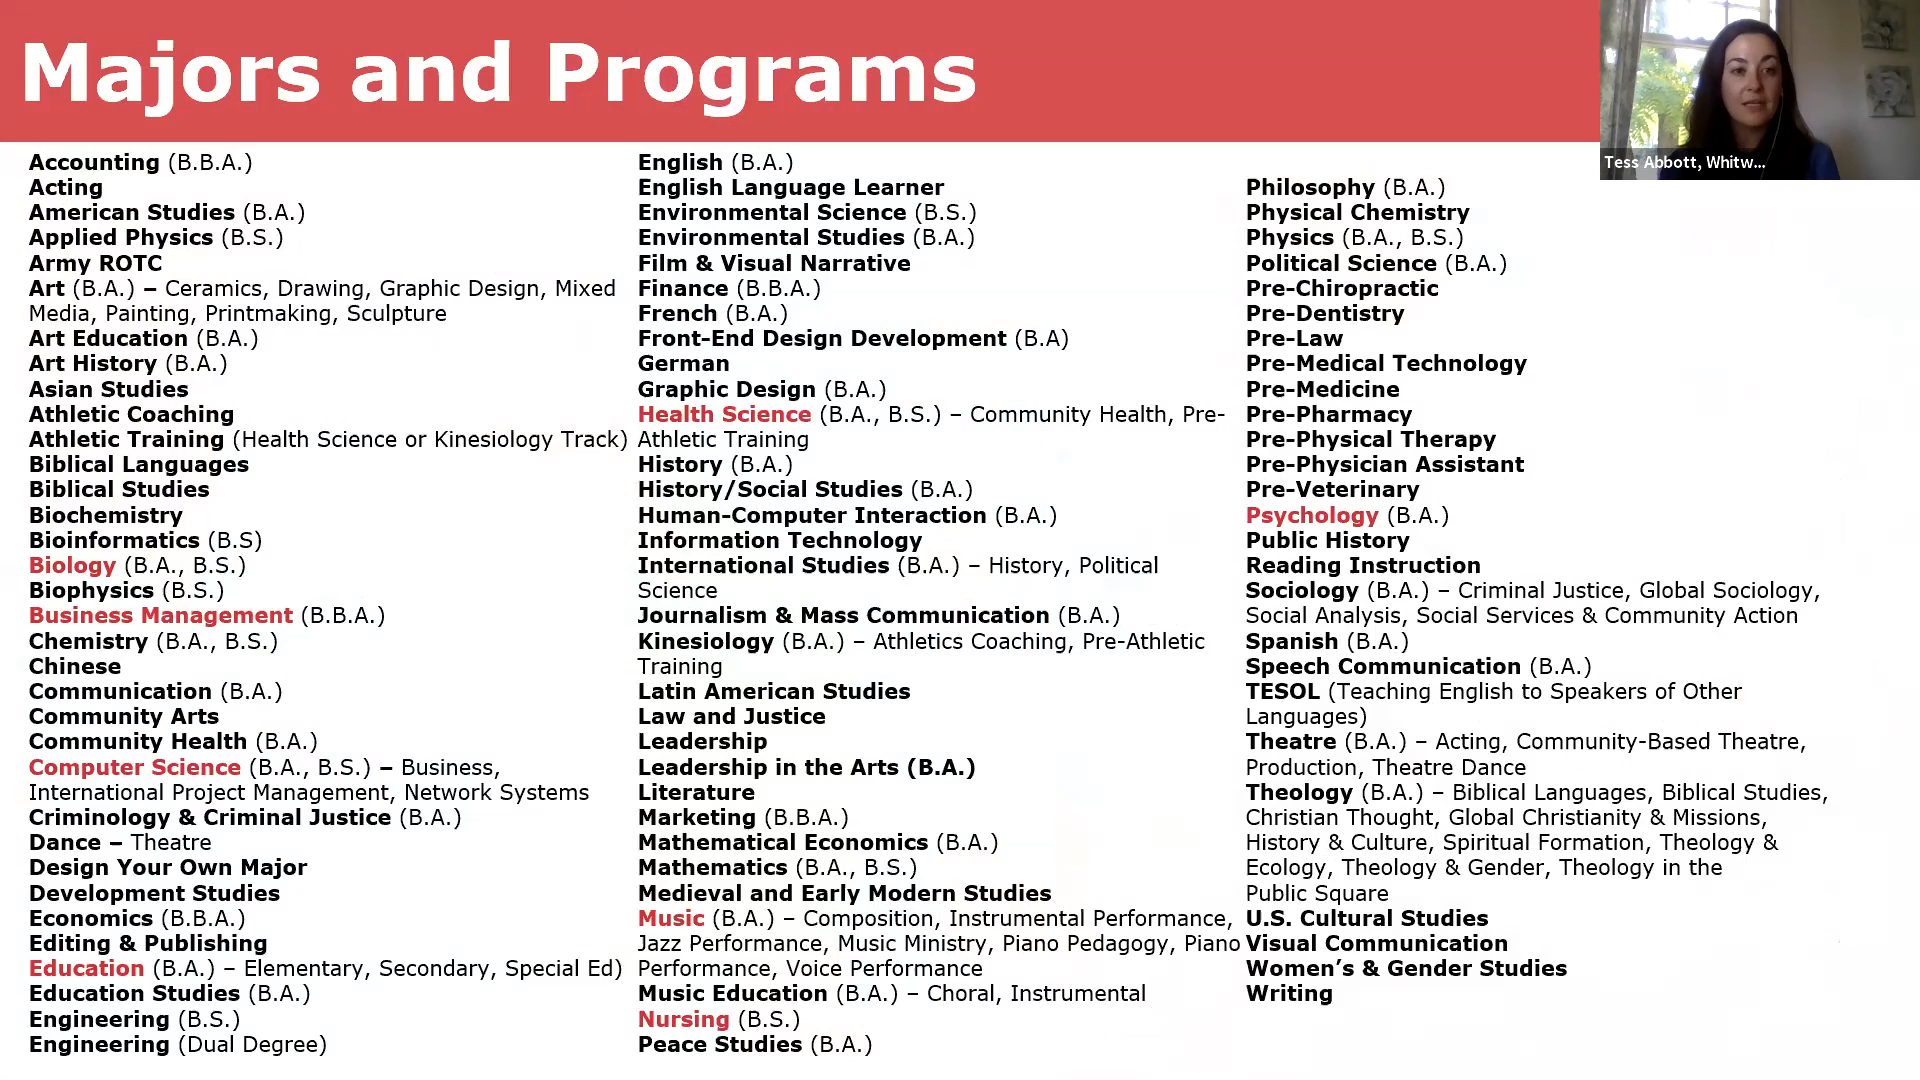 Majors and Programs
Tess Abbott, Whitw...
Accounting (B.B.A.)
Acting
American Studies (B.A.)
Applied Physics (B.S.)
Army ROTC
Art (B.A.) – Ceramics, Drawing, Graphic Design, Mixed
Media, Painting, Printmaking, Sculpture
Art Education (B.A.)
Art History (B.A.)
Asian Studies
Athletic Coaching
Athletic Training (Health Science or Kinesiology Track)
Biblical Languages
Biblical Studies
Biochemistry
Bioinformatics (B.S)
Biology (B.A., B.S.)
Biophysics (B.S.)
Business Management (B.B.A.)
Chemistry (B.A., B.S.)
Chinese
Communication (B.A.)
Community Arts
Community Health (B.A.)
Computer Science (B.A., B.S.) – Business,
International Project Management, Network Systems
Criminology & Criminal Justice (B.A.)
Dance – Theatre
Design Your Own Major
Development Studies
Economics (B.B.A.)
Editing & Publishing
Education (B.A.) – Elementary, Secondary, Special Ed)
Education Studies (B.A.)
Engineering (B.S.)
Engineering (Dual Degree)
English (B.A.)
English Language Learner
Environmental Science (B.S.)
Environmental Studies (B.A.)
Film & Visual Narrative
Finance (B.B.A.)
French (B.A.)
Front-End Design Development (B.A)
German
Graphic Design (B.A.)
Health Science (B.A., B.S.) – Community Health, Pre-
Athletic Training
History (B.A.)
History/Social Studies (B.A.)
Human-Computer Interaction (B.A.)
Information Technology
International Studies (B.A.) – History, Political
Science
Journalism & Mass Communication (B.A.)
Kinesiology (B.A.) – Athletics Coaching, Pre-Athletic
Training
Latin American Studies
Law and Justice
Leadership
Leadership in the Arts (B.A.)
Literature
Marketing (B.B.A.)
Mathematical Economics (B.A.)
Mathematics (B.A., B.S.)
Medieval and Early Modern Studies
Music (B.A.) – Composition, Instrumental Performance,
Jazz Performance, Music Ministry, Piano Pedagogy, Piano
Performance, Voice Performance
Music Education (B.A.) – Choral, Instrumental
Nursing (B.S.)
Peace Studies (B.A.)
Philosophy (B.A.)
Physical Chemistry
Physics (B.A., B.S.)
Political Science (B.A.)
Pre-Chiropractic
Pre-Dentistry
Pre-Law
Pre-Medical Technology
Pre-Medicine
Pre-Pharmacy
Pre-Physical Therapy
Pre-Physician Assistant
Pre-Veterinary
Psychology (B.A.)
Public History
Reading Instruction
Sociology (B.A.) – Criminal Justice, Global Sociology,
Social Analysis, Social Services & Community Action
Spanish (B.A.)
Speech Communication (B.A.)
TESOL (Teaching English to Speakers of Other
Languages)
Theatre (B.A.) – Acting, Community-Based Theatre,
Production, Theatre Dance
Theology (B.A.) – Biblical Languages, Biblical Studies,
Christian Thought, Global Christianity & Missions,
History & Culture, Spiritual Formation, Theology &
Ecology, Theology & Gender, Theology in the
Public Square
U.S. Cultural Studies
Visual Communication
Women’s & Gender Studies
Writing